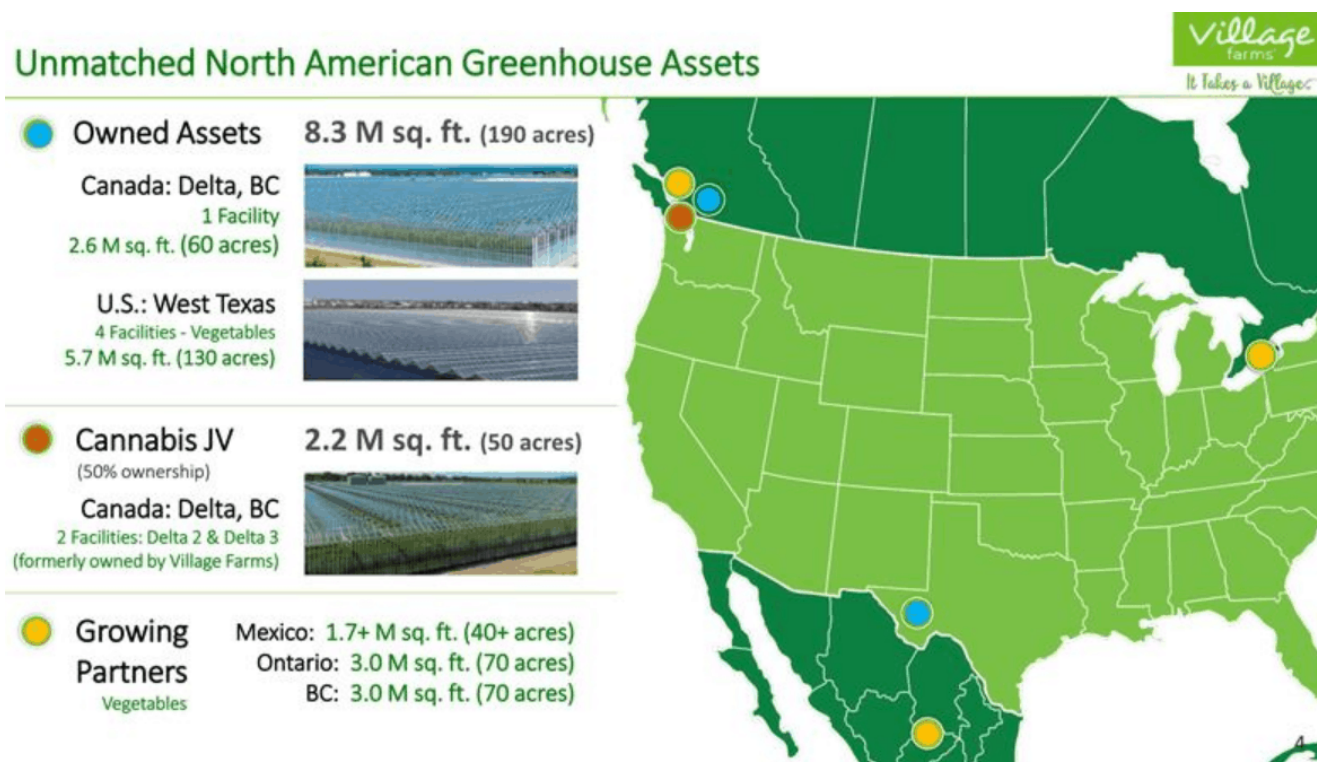 Village
farms
It Takes a Village
Unmatched North American Greenhouse Assets
Owned Assets 8.3 M sq. ft. (190 acres)
Canada: Delta, BC
1 Facility
2.6 M sq. ft. (60 acres)
U.S.: West Texas
4 Facilities - Vegetables
5.7 M sq. ft. (130 acres)
Cannabis JV 2.2 M sq. ft. (50 acres)
(50% ownership)
Canada: Delta, BC
2 Facilities: Delta 2 & Delta 3
(formerly owned by Village Farms)
Growing
Partners
Vegetables
Mexico: 1.7+ M sq. ft. (40+ acres)
Ontario: 3.0 M sq. ft. (70 acres)
BC: 3.0 M sq. ft. (70 acres)
4